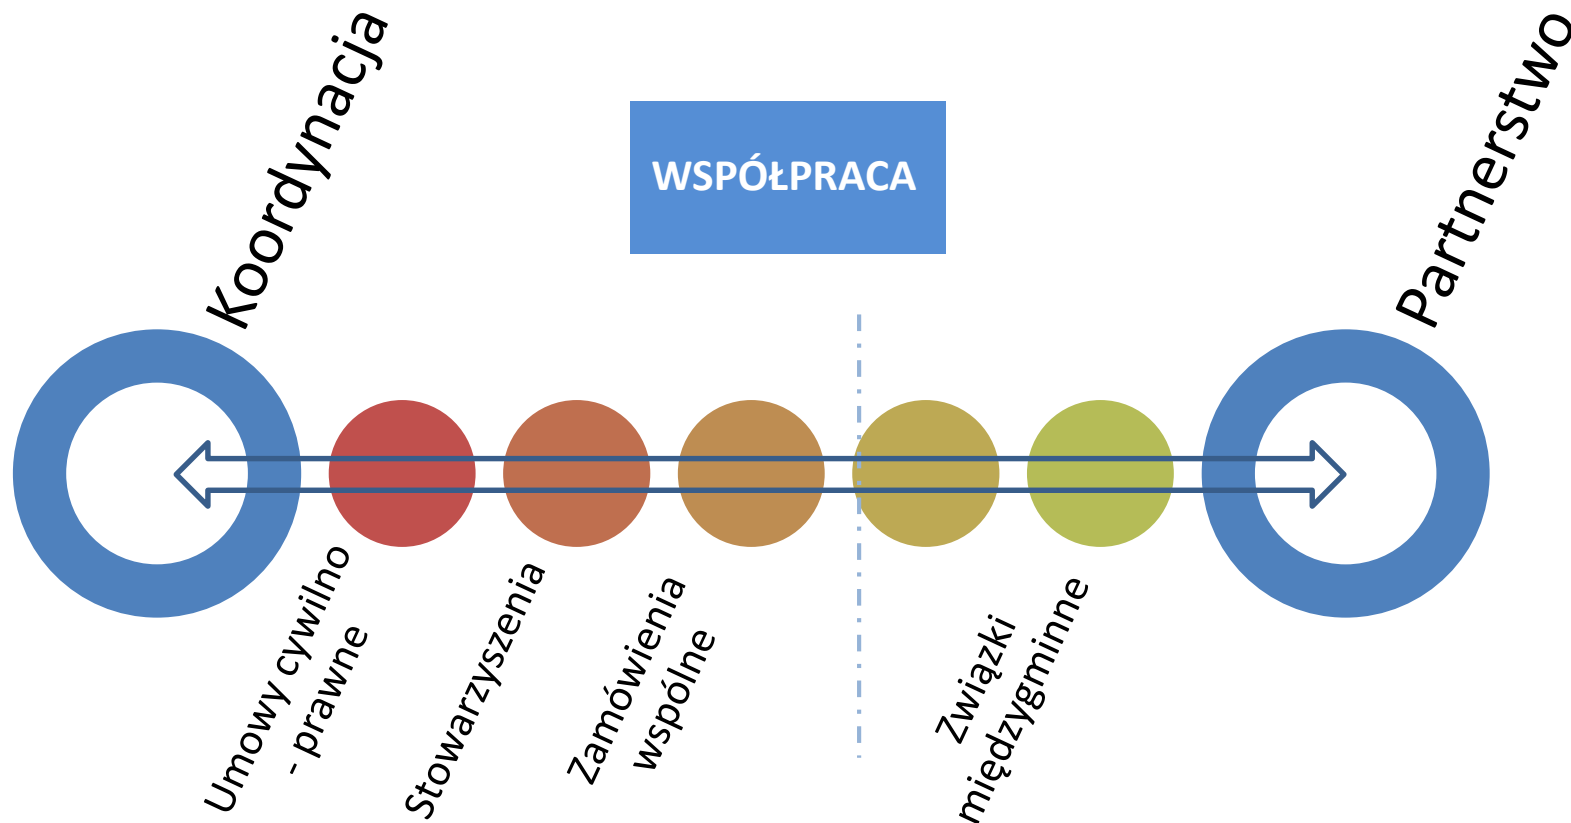 Koordynacja
WSPÓŁPRACA
Partnerstwo
Umowy cywilno
- prawne
Stowarzyszenia
Zamówienia
wspólne
Związki
międzygminne